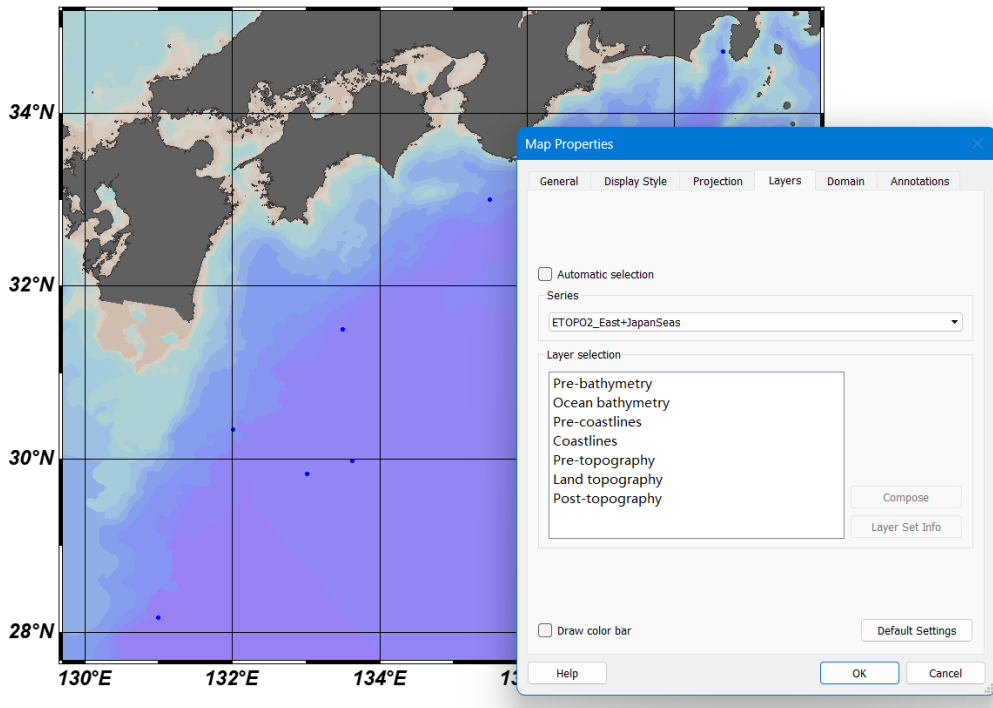 34°N
32°N
30°N
28°N
130°E
132°E
134°E
Map Properties
General
Display Style
Projection
Layers
Domain
Annotations
Automatic selection
Series
ETOPO2_East+JapanSeas
Layer selection
Pre-bathymetry
Ocean bathymetry
Pre-coastlines
Coastlines
Pre-topography
Land topography
Post-topography
Compose
Layer Set Info
Draw color bar
Default Settings
Help
OK
Cancel